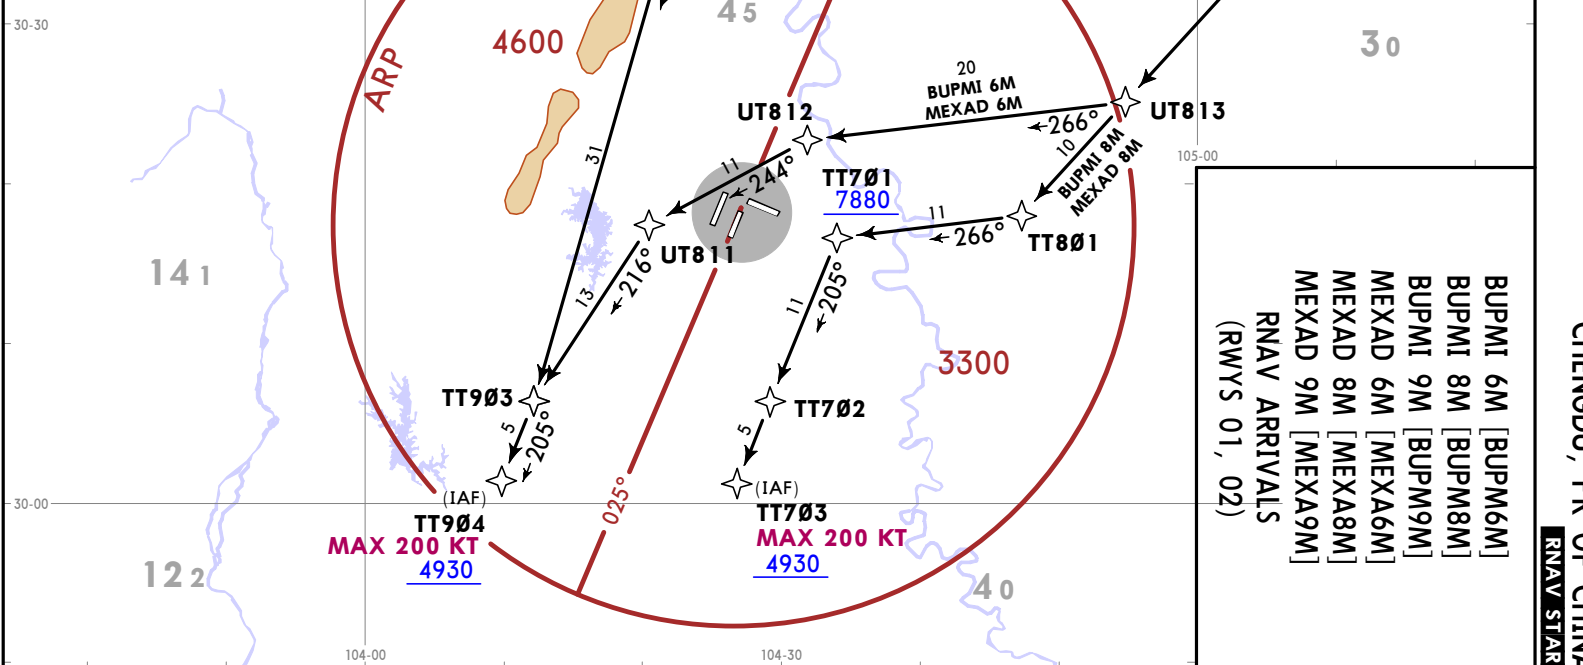 30-30
4600
45
30
ARP
20
BUPMI 6M
MEXAD 6M
UT812
UT813
266°
10
BUPMI 8M
MEXAD 8M
105-00
31
11
244°
TT7Ø1
7880
11
266°
TT8Ø1
UT811
216°
13
141
205°
11
3300
TT9Ø3
TT7Ø2
5
205°
5
025°
30-00
(IAF)
TT9Ø4
MAX 200 KT
4930
(IAF)
TT7Ø3
MAX 200 KT
4930
122
40
104-00
104-30
CHENGDU, PR OF CHINA
RNAV STAR
BUPMI 6M [BUPM6M]
BUPMI 8M [BUPM8M]
BUPMI 9M [BUPM9M]
MEXAD 6M [MEXA6M]
MEXAD 8M [MEXA8M]
MEXAD 9M [MEXA9M]
RNAV ARRIVALS
(RWYS 01, 02)